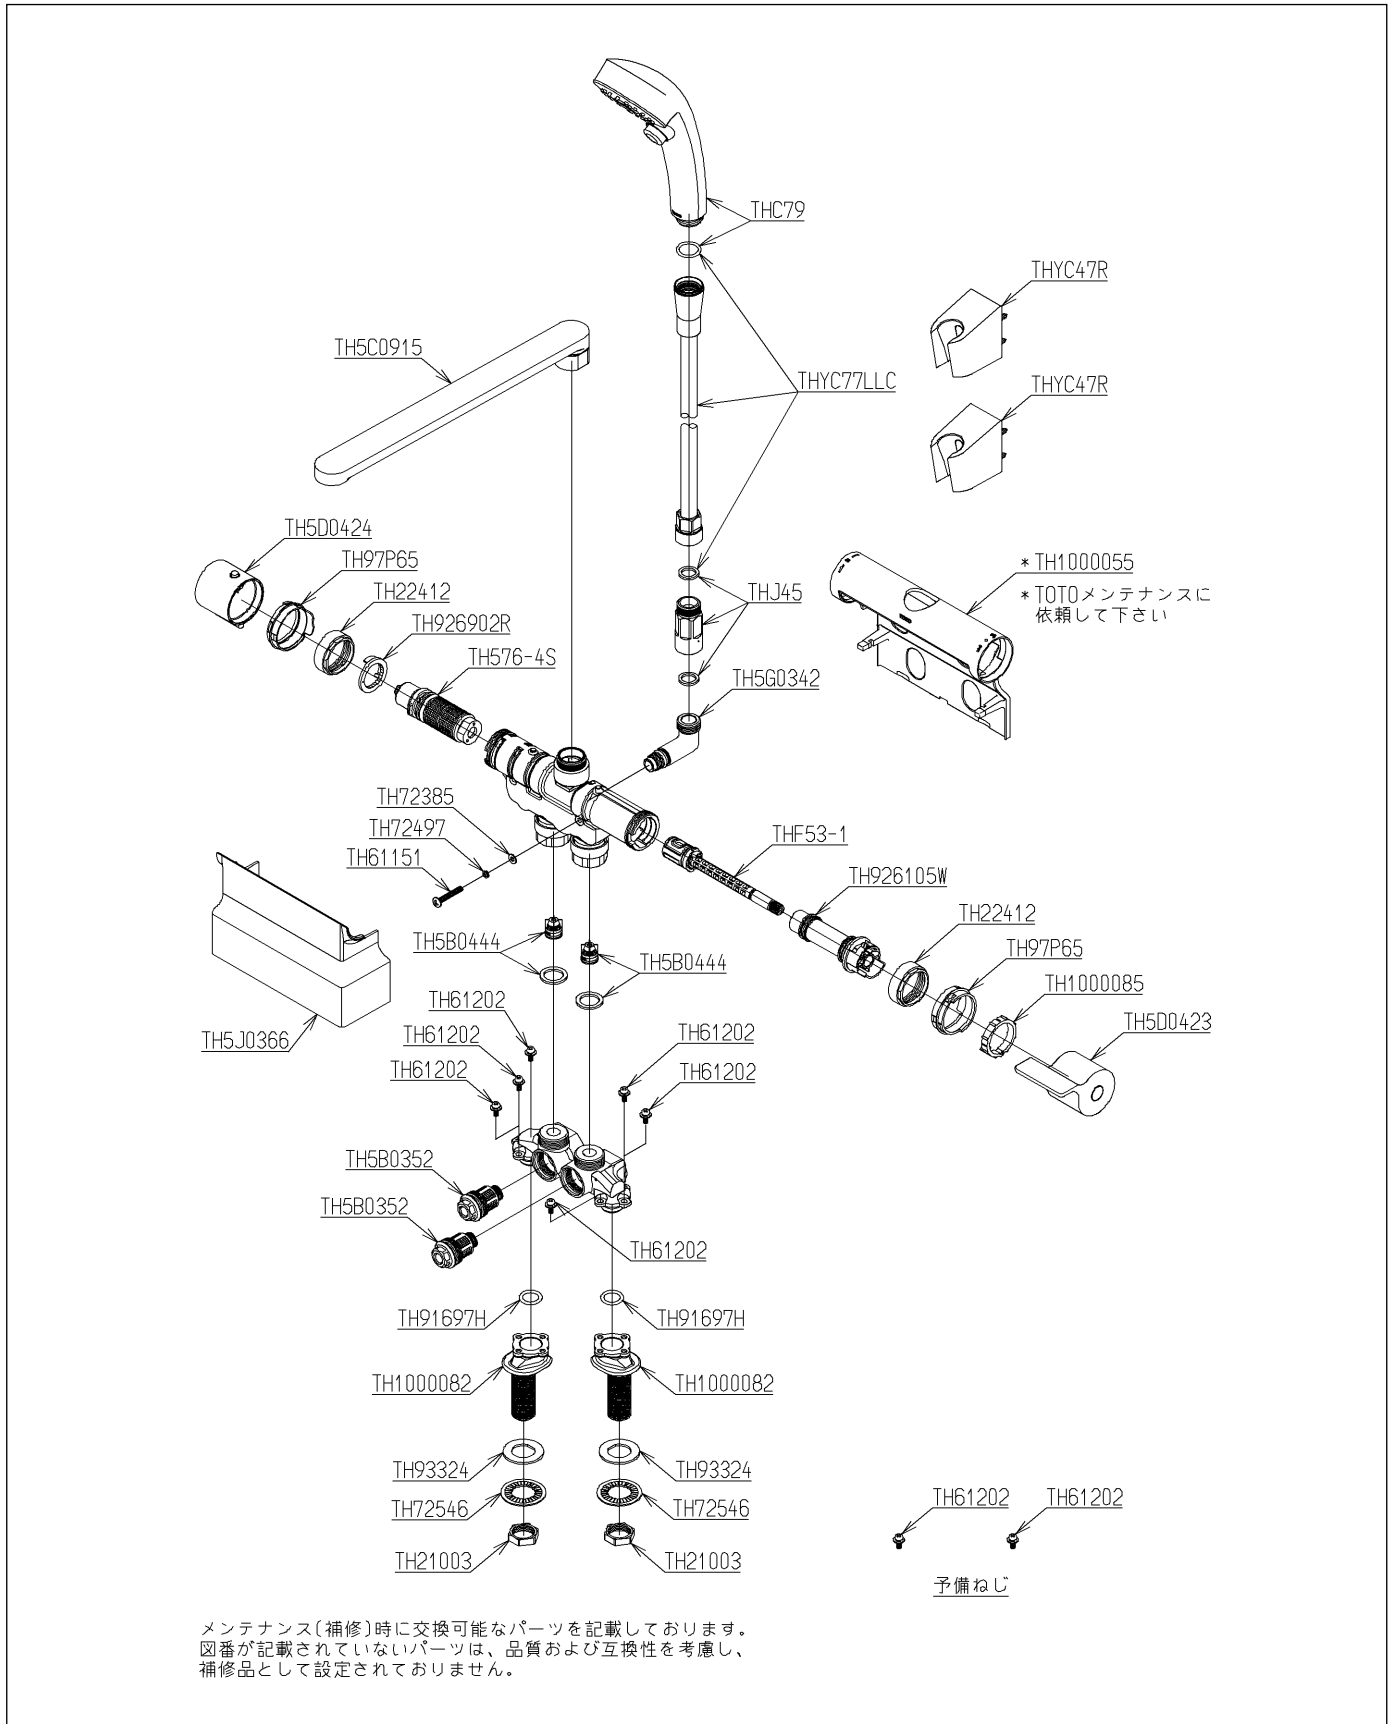 THC79
THYC47R
TH5C0915
THYC77LLC
THYC47R
TH5D0424
TH97P65
TH22412
TH926902R
TH576-4S
THJ45
TH5G0342
*TH1000055
*TOTOメンテナンスに
依頼して下さい
TH72385
TH72497
TH61151
THF53-1
TH926105W
TH22412
TH97P65
TH1000085
TH5D0423
TH5B0444
TH5B0444
TH5J0366
TH61202
TH61202
TH61202
TH61202
TH61202
TH5B0352
TH5B0352
TH61202
TH91697H
TH91697H
TH1000082
TH1000082
TH93324
TH93324
TH72546
TH72546
TH21003
TH21003
TH61202
TH61202
予備ねじ
メンテナンス(補修)時に交換可能なパーツを記載しております。
図番が記載されていないパーツは、品質および互換性を考慮し、
補修品として設定されておりません。